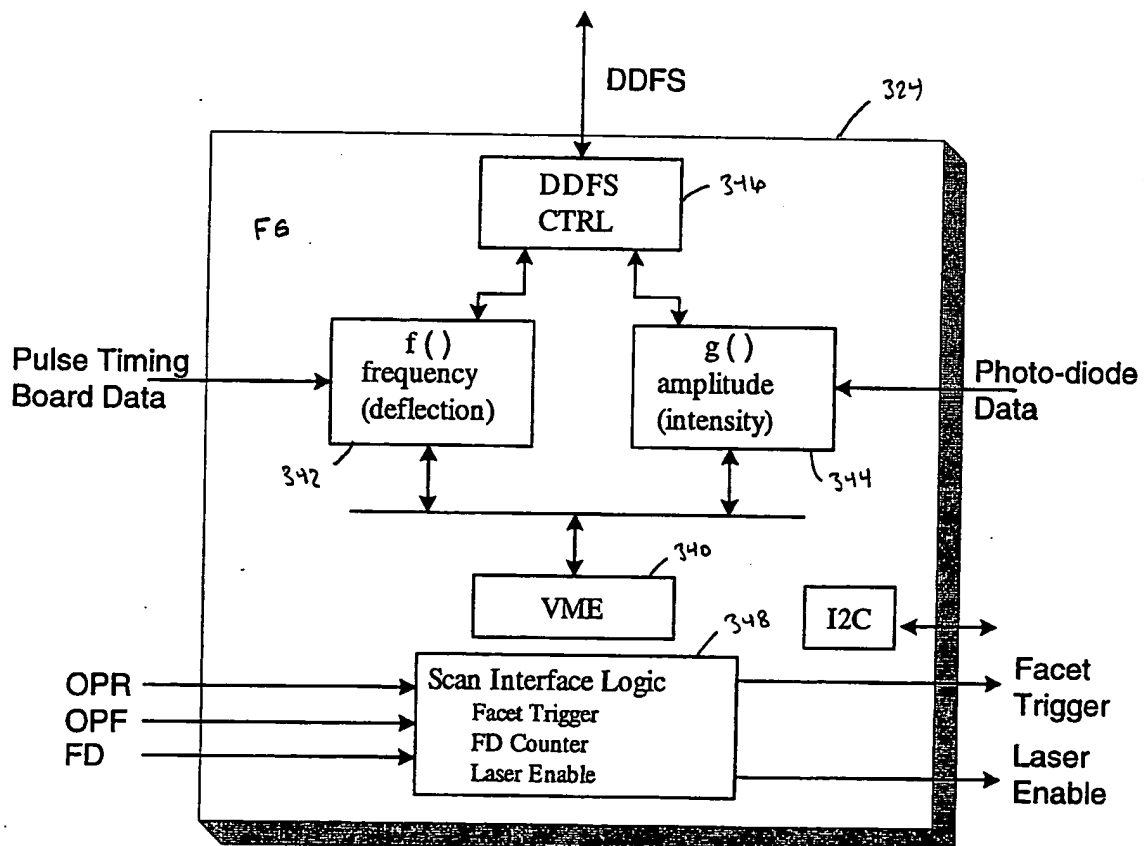 DDFS
324
DDFS
CTRL
346
FG
f ( )
frequency
(deflection)
g ( )
amplitude
(intensity)
Pulse Timing
Board Data
Photo-diode
Data
342
344
340
VME
I2C
348
Scan Interface Logic
Facet Trigger
FD Counter
Laser Enable
OPR
OPF
FD
Facet
Trigger
Laser
Enable